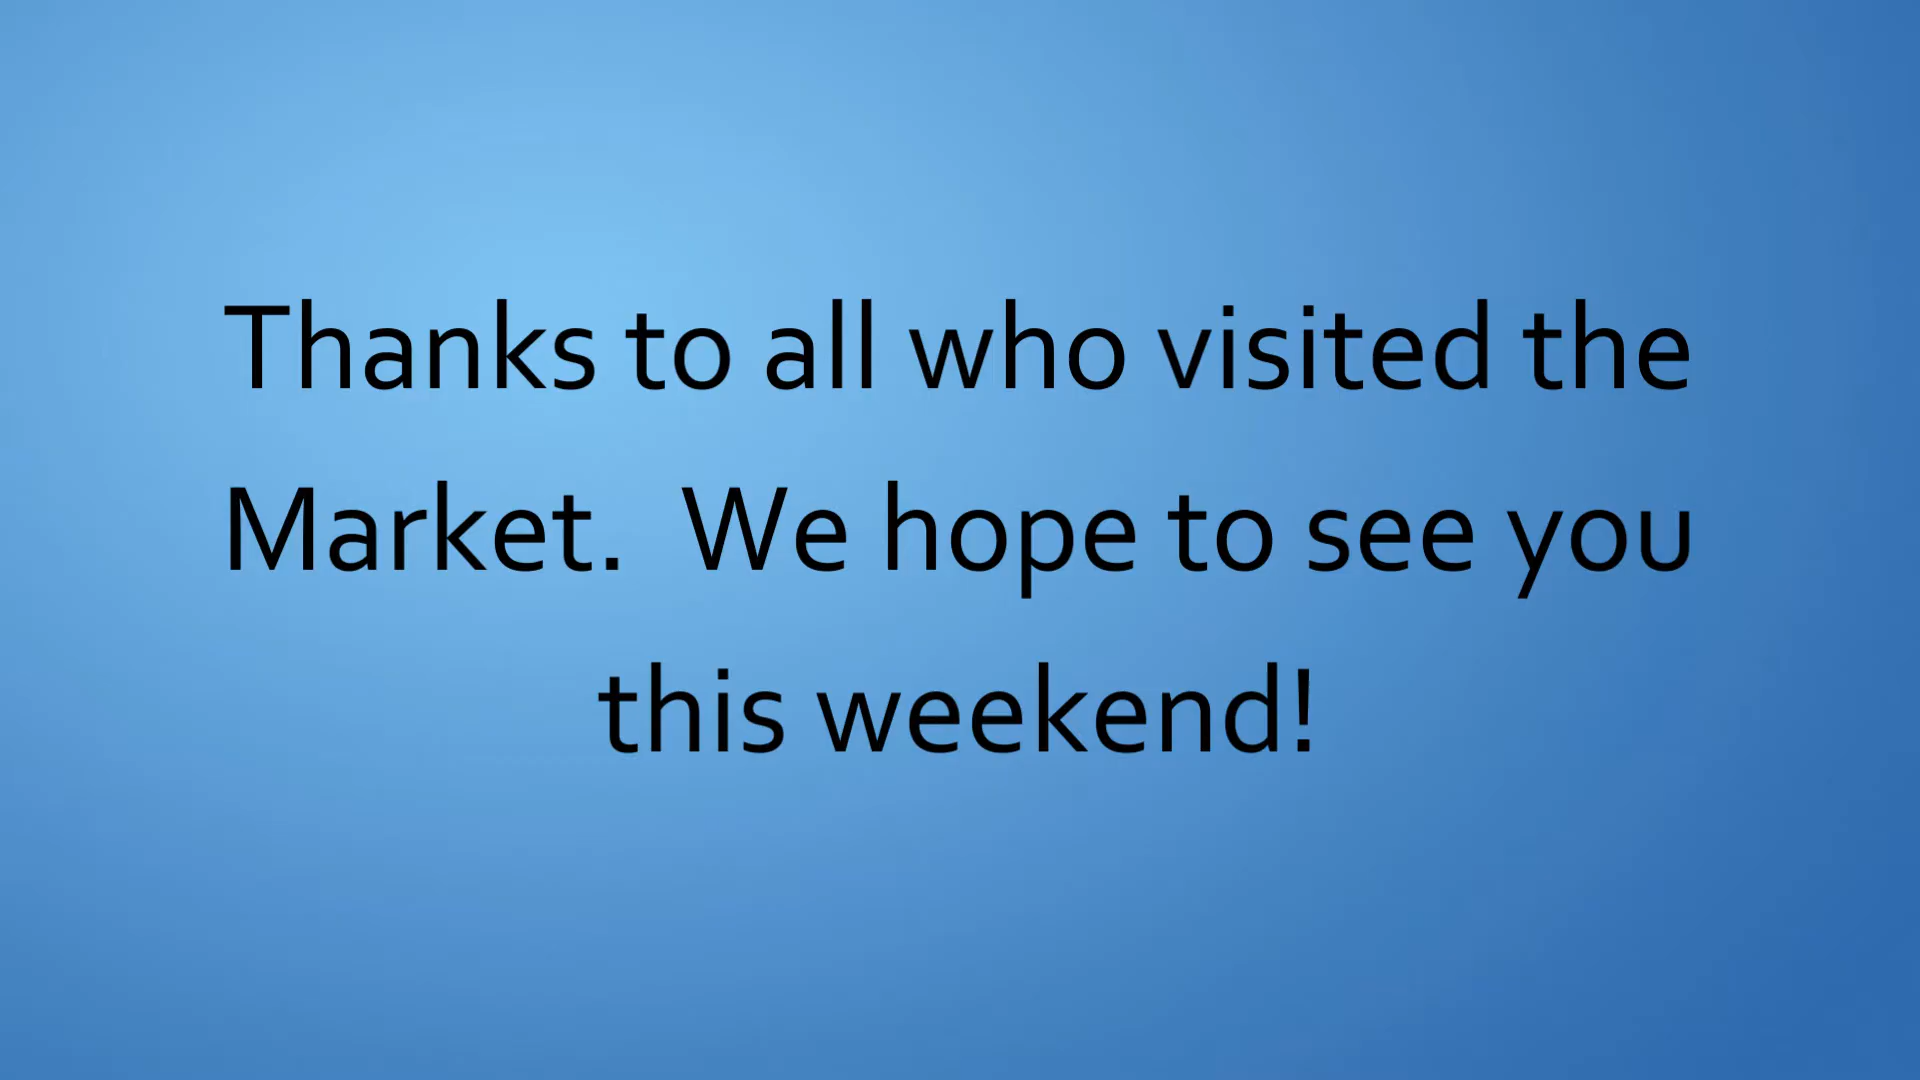 Thanks to all who visited the
Market.  We hope to see you
this weekend!